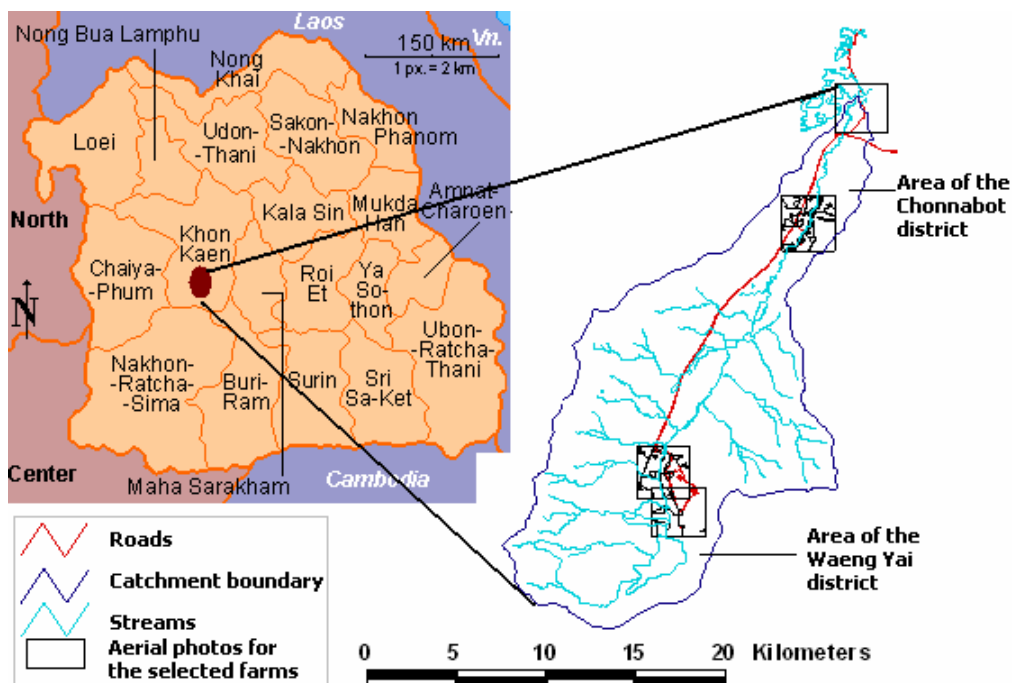 Laos
Nong Bua Lamphu
150 km
Vn.
1 px. = 2 km
Nong
Khai
Loei
Udon-
-Thani
Sakon-
-Nakhon
Nakhon
Phanom
North
Kala Sin
Mukda
Han
Amnat-
Charoen-
Khon
Kaen
Chaiya-
-Phum
Roi
Et
Ya
So-
thon
N
Ubon-
-Ratcha-
-Thani
Nakhon-
-Ratcha-
-Sima
Buri-
Ram
Surin
Sri
Sa-Ket
Center
Maha Sarakham
Cambodia
Area of the
Chonnabot
district
Area of the
Waeng Yai
district
Roads
Catchment boundary
Streams
Aerial photos for
the selected farms
0 5 10 15 20 Kilometers